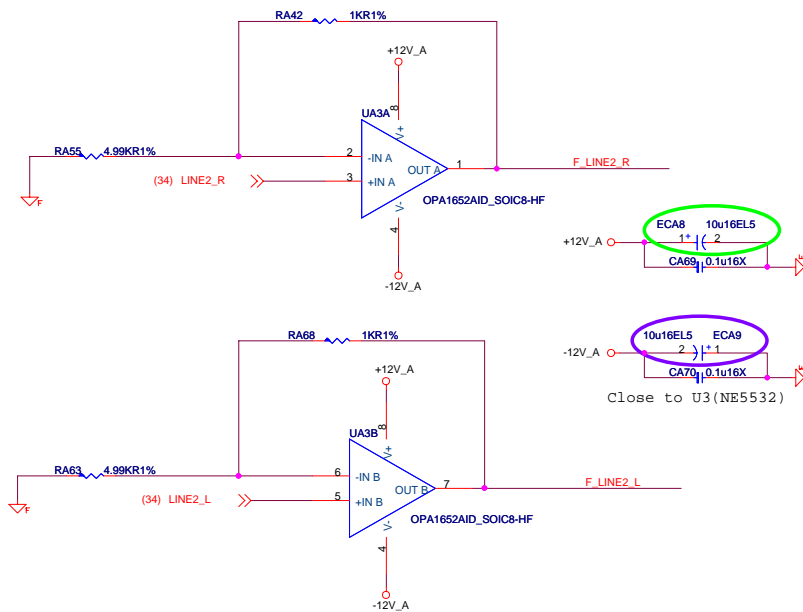 RA42 1KR1%
+12V_A
8
UA3A
V+
RA55 4.99KR1%
2 -IN A
OUT A 1 F_LINE2_R
(34) LINE2_R 3 +IN A
F
V-
OPA1652AID_SOIC8-HF
4
-12V_A
ECA8 10u16EL5
+12V_A 1 + 2
CA69 0.1u16X
RA68 1KR1%
10u16EL5 ECA9
-12V_A 2 + 1
CA70 0.1u16X
Close to U3(NE5532)
+12V_A
8
UA3B
V+
RA63 4.99KR1%
6 -IN B
OUT B 7 F_LINE2_L
(34) LINE2_L 5 +IN B
F
V-
OPA1652AID_SOIC8-HF
4
-12V_A